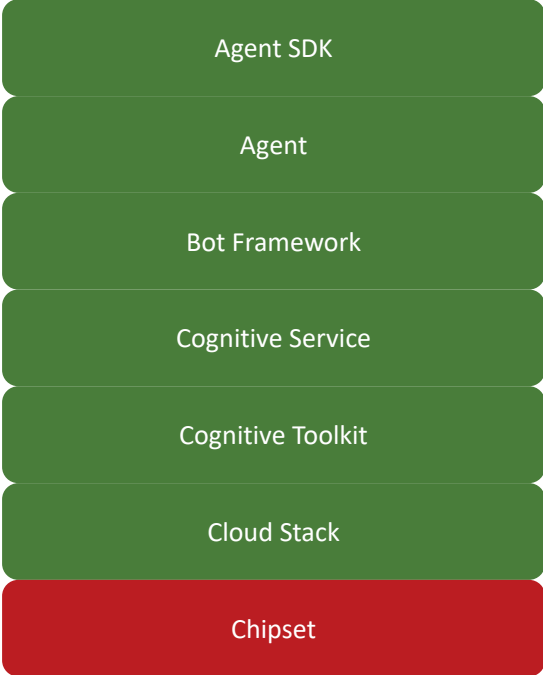 Agent SDK
Agent
Bot Framework
Cognitive Service
Cognitive Toolkit
Cloud Stack
Chipset